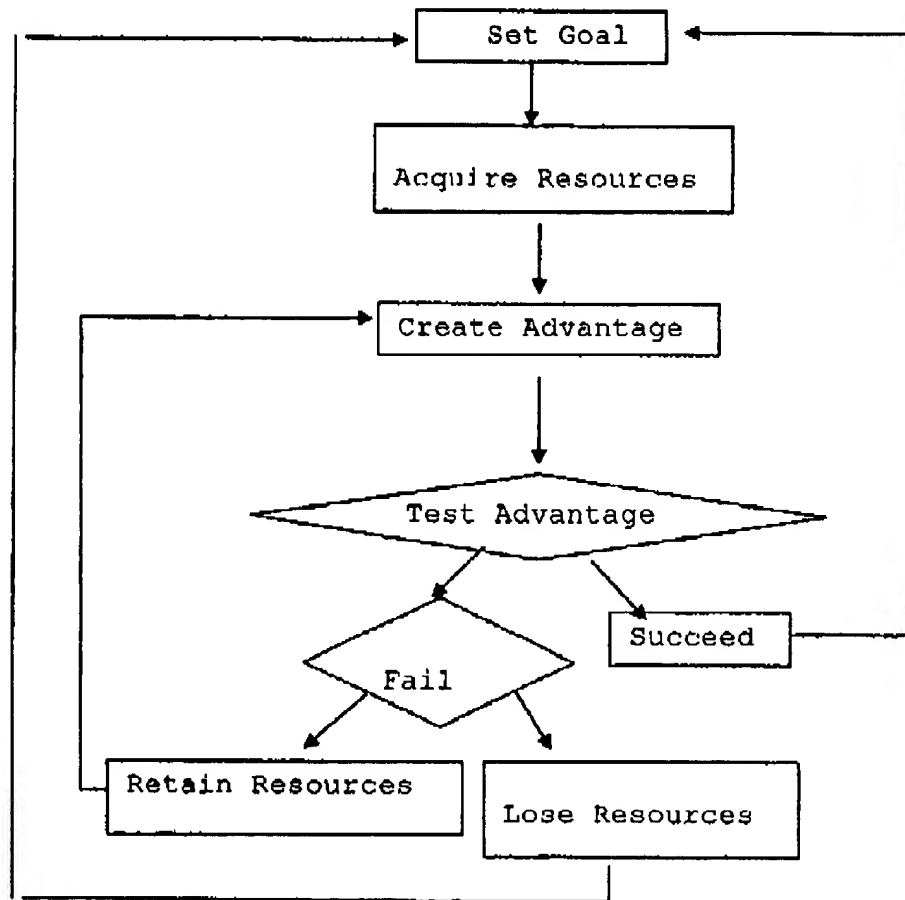 Set Goal
Acquire Resources
Create Advantage
Test Advantage
Succeed
Fail
Retain Resources
Lose Resources